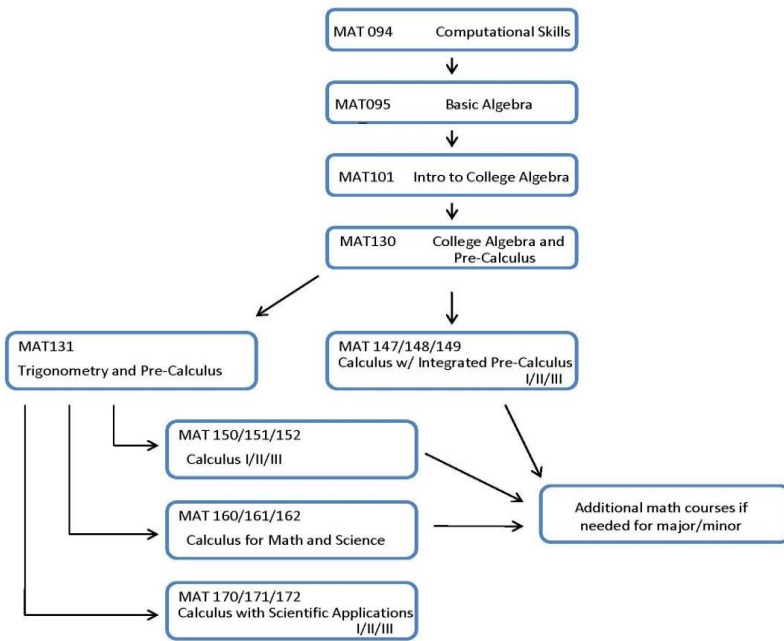 MAT 094 Computational Skills
MAT095 Basic Algebra
MAT101 Intro to College Algebra
MAT130 College Algebra and
Pre-Calculus
MAT131
Trigonometry and Pre-Calculus
MAT 147/148/149
Calculus w/ Integrated Pre-Calculus
I/II/III
MAT 150/151/152
Calculus I/II/III
MAT 160/161/162
Calculus for Math and Science
MAT 170/171/172
Calculus with Scientific Applications
I/II/III
Additional math courses if
needed for major/minor